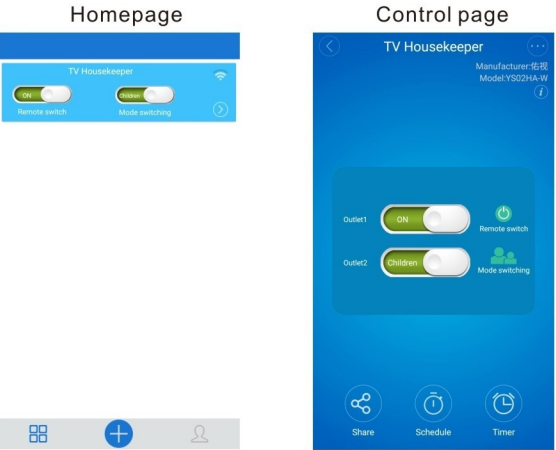 Homepage
TV Housekeeper
ON
Children
Remote switch
Mode switching
Control page
TV Housekeeper
Manufacturer:佑视
Model:YS02HA-W
i
Outlet1
ON
Remote switch
Outlet2
Children
Mode switching
Share
Schedule
Timer